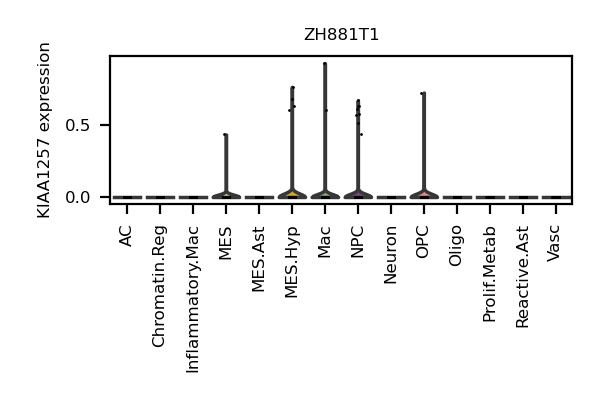 ZH881T1
KIAA1257 expression
0.5
0.0
AC
Chromatin.Reg
Inflammatory.Mac
MES
MES.Ast
MES.Hyp
Mac
NPC
Neuron
OPC
Oligo
Prolif.Metab
Reactive.Ast
Vasc